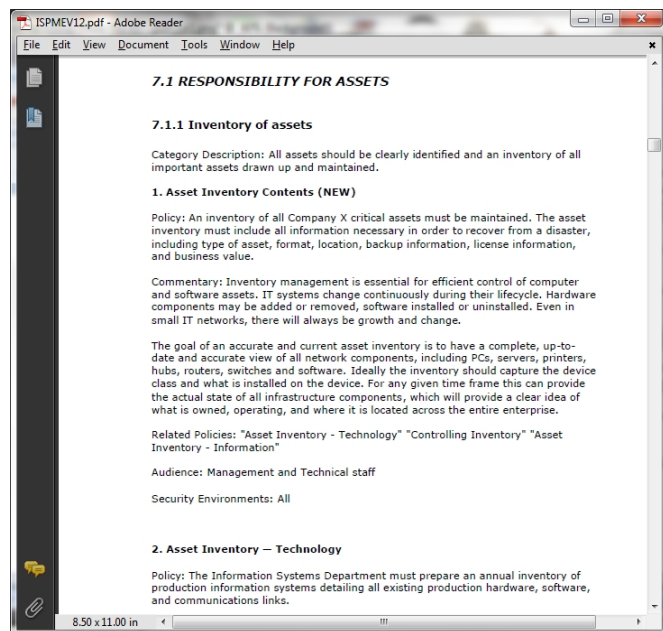 ISPMEV12.pdf - Adobe Reader
File Edit View Document Tools Window Help
7.1 RESPONSIBILITY FOR ASSETS
7.1.1 Inventory of assets
Category Description: All assets should be clearly identified and an inventory of all
important assets drawn up and maintained.
1. Asset Inventory Contents (NEW)
Policy: An inventory of all Company X critical assets must be maintained. The asset
inventory must include all information necessary in order to recover from a disaster,
including type of asset, format, location, backup information, license information,
and business value.
Commentary: Inventory management is essential for efficient control of computer
and software assets. IT systems change continuously during their lifecycle. Hardware
components may be added or removed, software installed or uninstalled. Even in
small IT networks, there will always be growth and change.
The goal of an accurate and current asset inventory is to have a complete, up-to-
date and accurate view of all network components, including PCs, servers, printers,
hubs, routers, switches and software. Ideally the inventory should capture the device
class and what is installed on the device. For any given time frame this can provide
the actual state of all infrastructure components, which will provide a clear idea of
what is owned, operating, and where it is located across the entire enterprise.
Related Policies: "Asset Inventory - Technology" "Controlling Inventory" "Asset
Inventory - Information"
Audience: Management and Technical staff
Security Environments: All
2. Asset Inventory — Technology
Policy: The Information Systems Department must prepare an annual inventory of
production information systems detailing all existing production hardware, software,
and communications links.
8.50 x 11.00 in